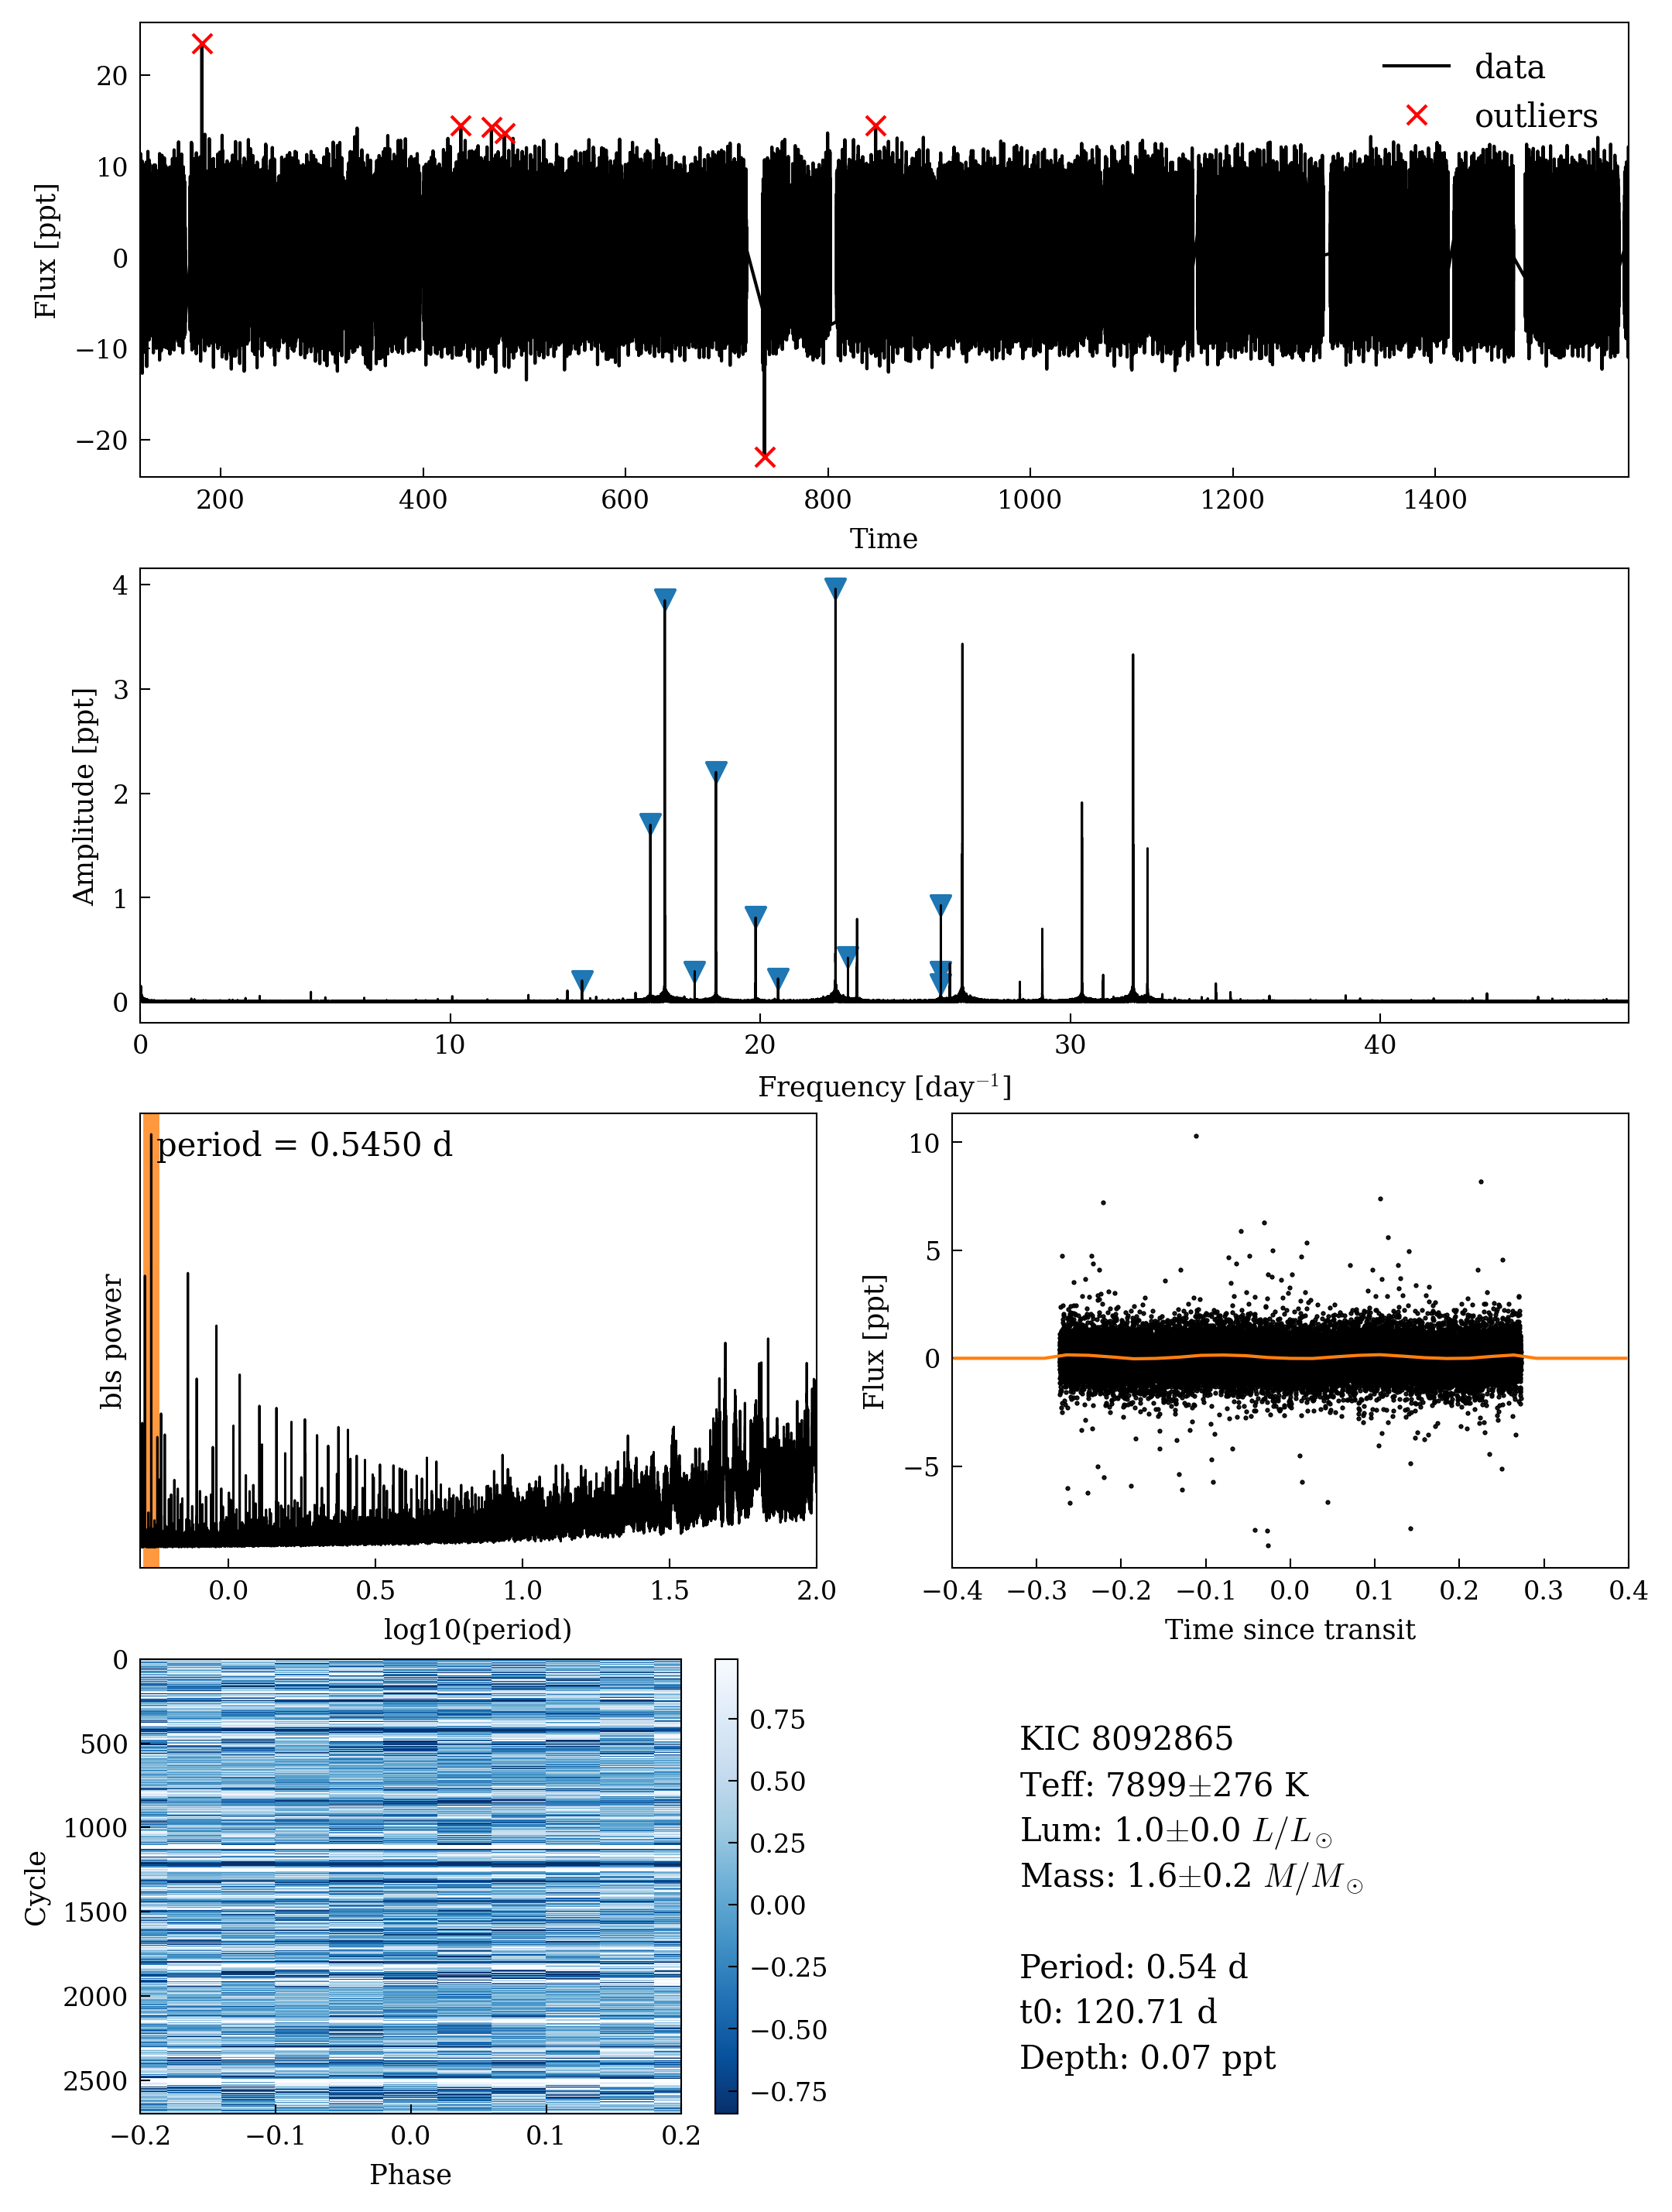 data
outliers
20
10
0
−10
−20
Flux [ppt]
200 400 600 800 1000 1200 1400
Time
4
3
2
1
0
Amplitude [ppt]
0 10 20 30 40
Frequency [day⁻¹]
period = 0.5450 d
bls power
0.0 0.5 1.0 1.5 2.0
log10(period)
10
5
0
−5
Flux [ppt]
−0.4 −0.3 −0.2 −0.1 0.0 0.1 0.2 0.3 0.4
Time since transit
0
500
1000
1500
2000
2500
Cycle
−0.2 −0.1 0.0 0.1 0.2
Phase
0.75
0.50
0.25
0.00
−0.25
−0.50
−0.75
KIC 8092865
Teff: 7899±276 K
Lum: 1.0±0.0 L/L⊙
Mass: 1.6±0.2 M/M⊙
Period: 0.54 d
t0: 120.71 d
Depth: 0.07 ppt